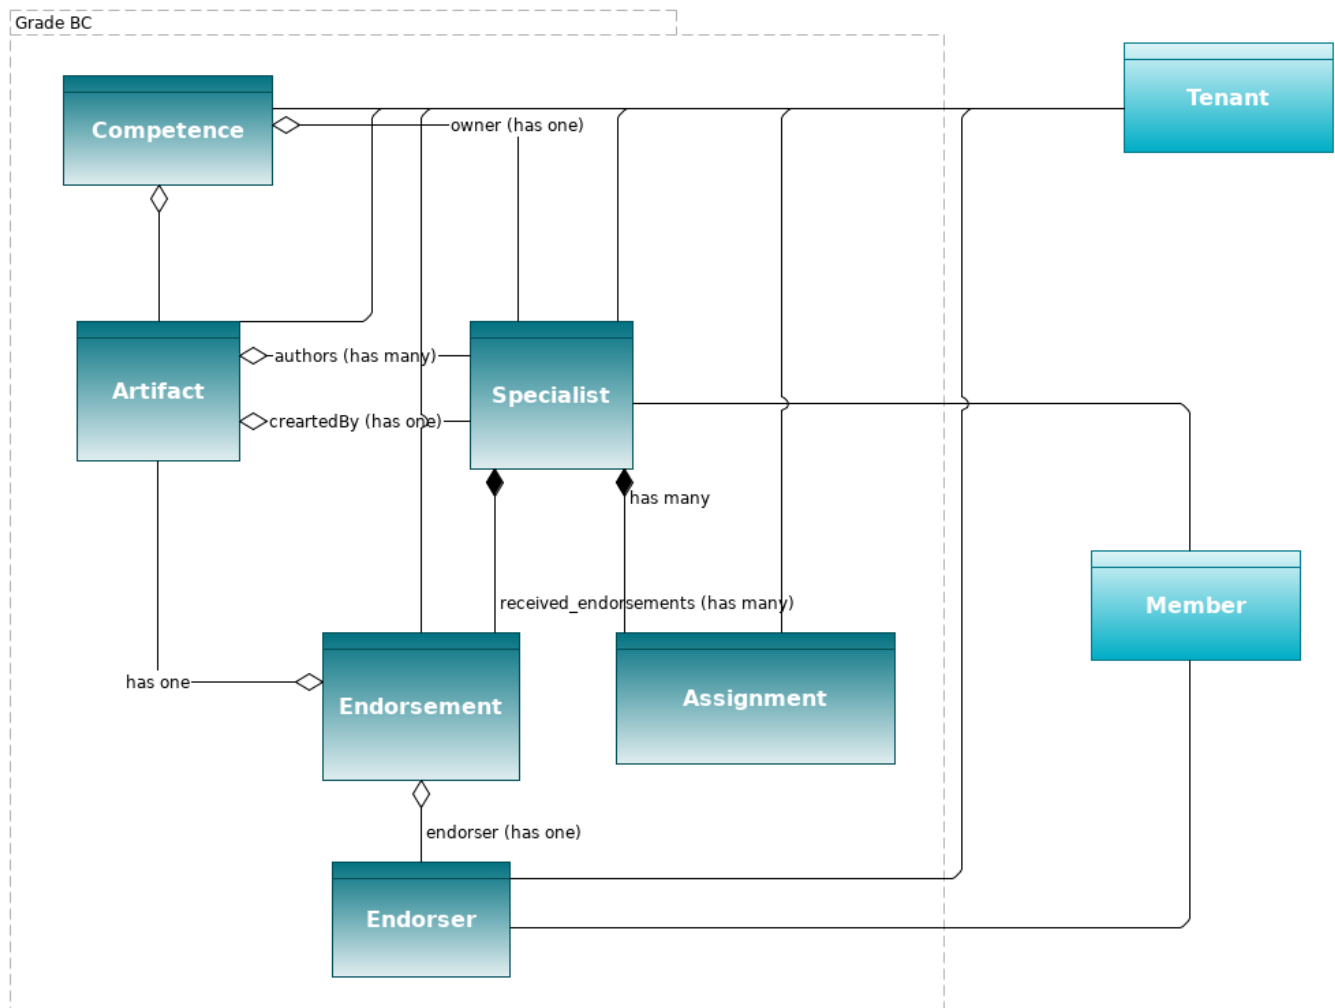 Grade BC
Tenant
Competence
owner (has one)
authors (has many)
Artifact
Specialist
creartedBy (has one)
has many
received_endorsements (has many)
Member
has one
Endorsement
Assignment
endorser (has one)
Endorser